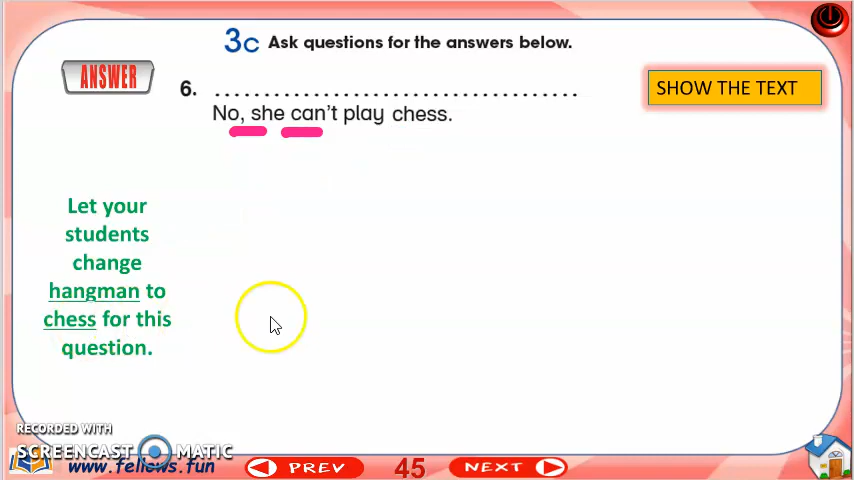 3c Ask questions for the answers below.
ANSWER
6. ....................................
SHOW THE TEXT
No, she can't play chess.
Let your
students
change
hangman to
chess for this
question.
RECORDED WITH
SCREENCAST MATIC
www.fellows.fun
PREV
45
NEXT